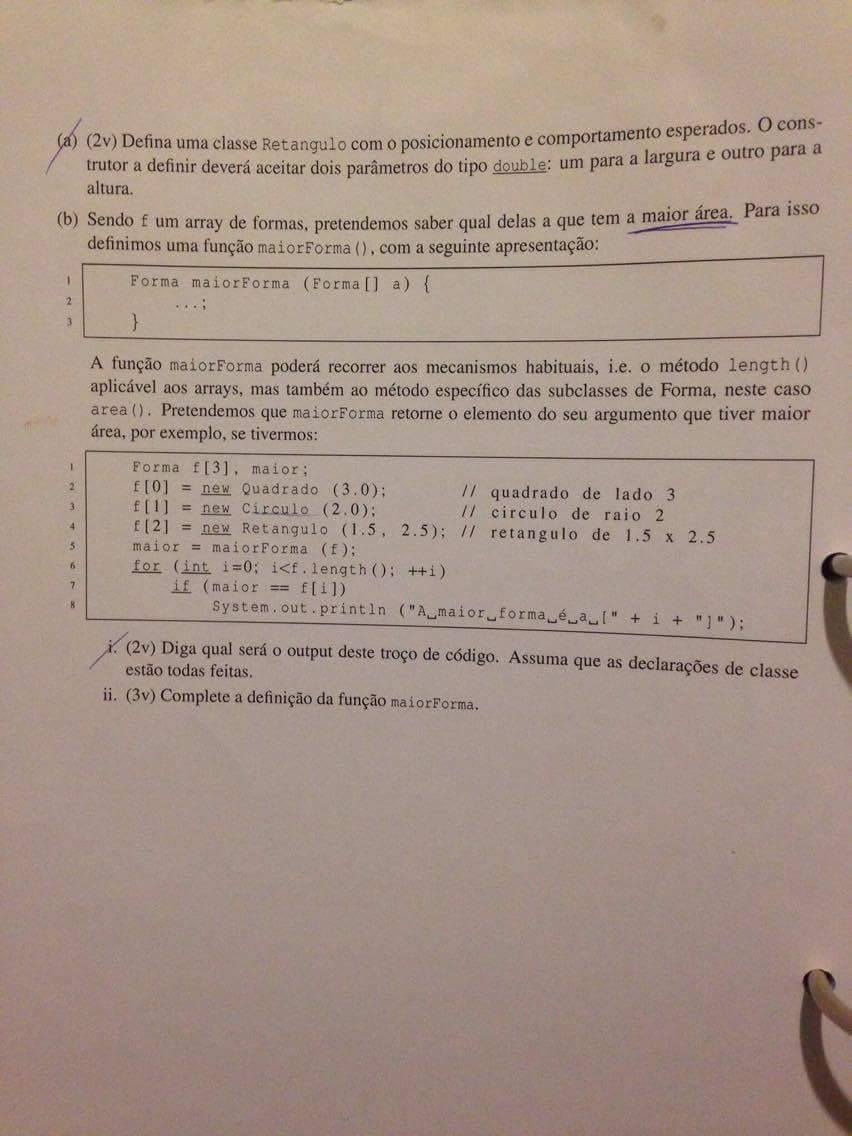 (a) (2v) Defina uma classe Retangulo com o posicionamento e comportamento esperados. O cons-
trutor a definir deverá aceitar dois parâmetros do tipo double: um para a largura e outro para a
altura.
(b) Sendo f um array de formas, pretendemos saber qual delas a que tem a maior área. Para isso
definimos uma função maiorForma(), com a seguinte apresentação:
1 Forma maiorForma (Forma[] a) {
2 ...;
3 }
A função maiorForma poderá recorrer aos mecanismos habituais, i.e. o método length()
aplicável aos arrays, mas também ao método específico das subclasses de Forma, neste caso
area(). Pretendemos que maiorForma retorne o elemento do seu argumento que tiver maior
área, por exemplo, se tivermos:
1 Forma f[3], maior;
2 f[0] = new Quadrado (3.0); // quadrado de lado 3
3 f[1] = new Circulo (2.0); // circulo de raio 2
4 f[2] = new Retangulo (1.5, 2.5); // retangulo de 1.5 x 2.5
5 maior = maiorForma (f);
6 for (int i=0; i<f.length(); ++i)
7 if (maior == f[i])
8 System.out.println ("A␣maior␣forma␣é␣a␣[" + i + "]");
i. (2v) Diga qual será o output deste troço de código. Assuma que as declarações de classe
estão todas feitas.
ii. (3v) Complete a definição da função maiorForma.